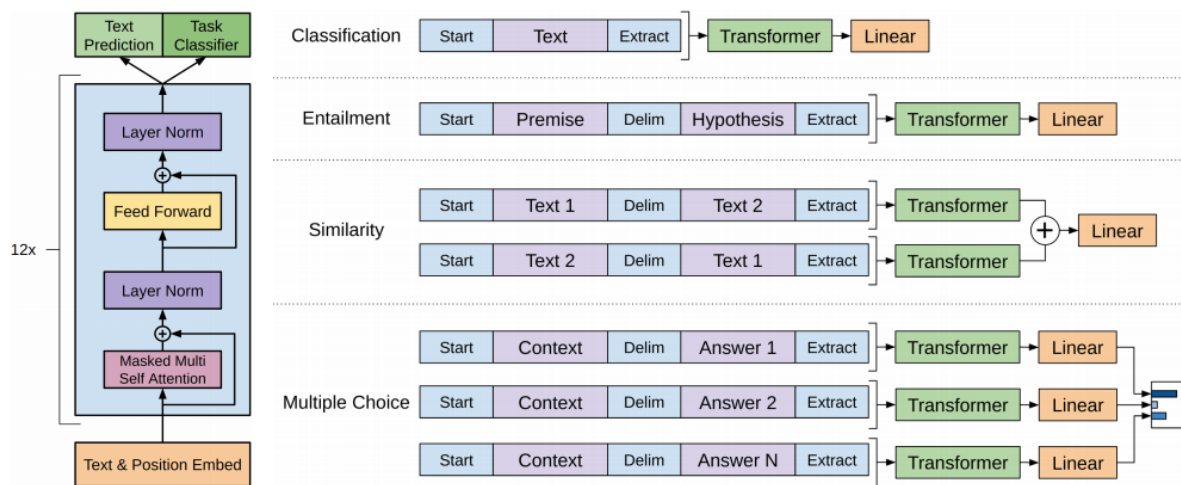 Text Prediction
Task Classifier
12x
Layer Norm
Feed Forward
Layer Norm
Masked Multi
Self Attention
Text & Position Embed
Classification
Start Text Extract Transformer Linear
Entailment
Start Premise Delim Hypothesis Extract Transformer Linear
Similarity
Start Text 1 Delim Text 2 Extract Transformer
Linear
Start Text 2 Delim Text 1 Extract Transformer
Multiple Choice
Start Context Delim Answer 1 Extract Transformer Linear
Start Context Delim Answer 2 Extract Transformer Linear
Start Context Delim Answer N Extract Transformer Linear